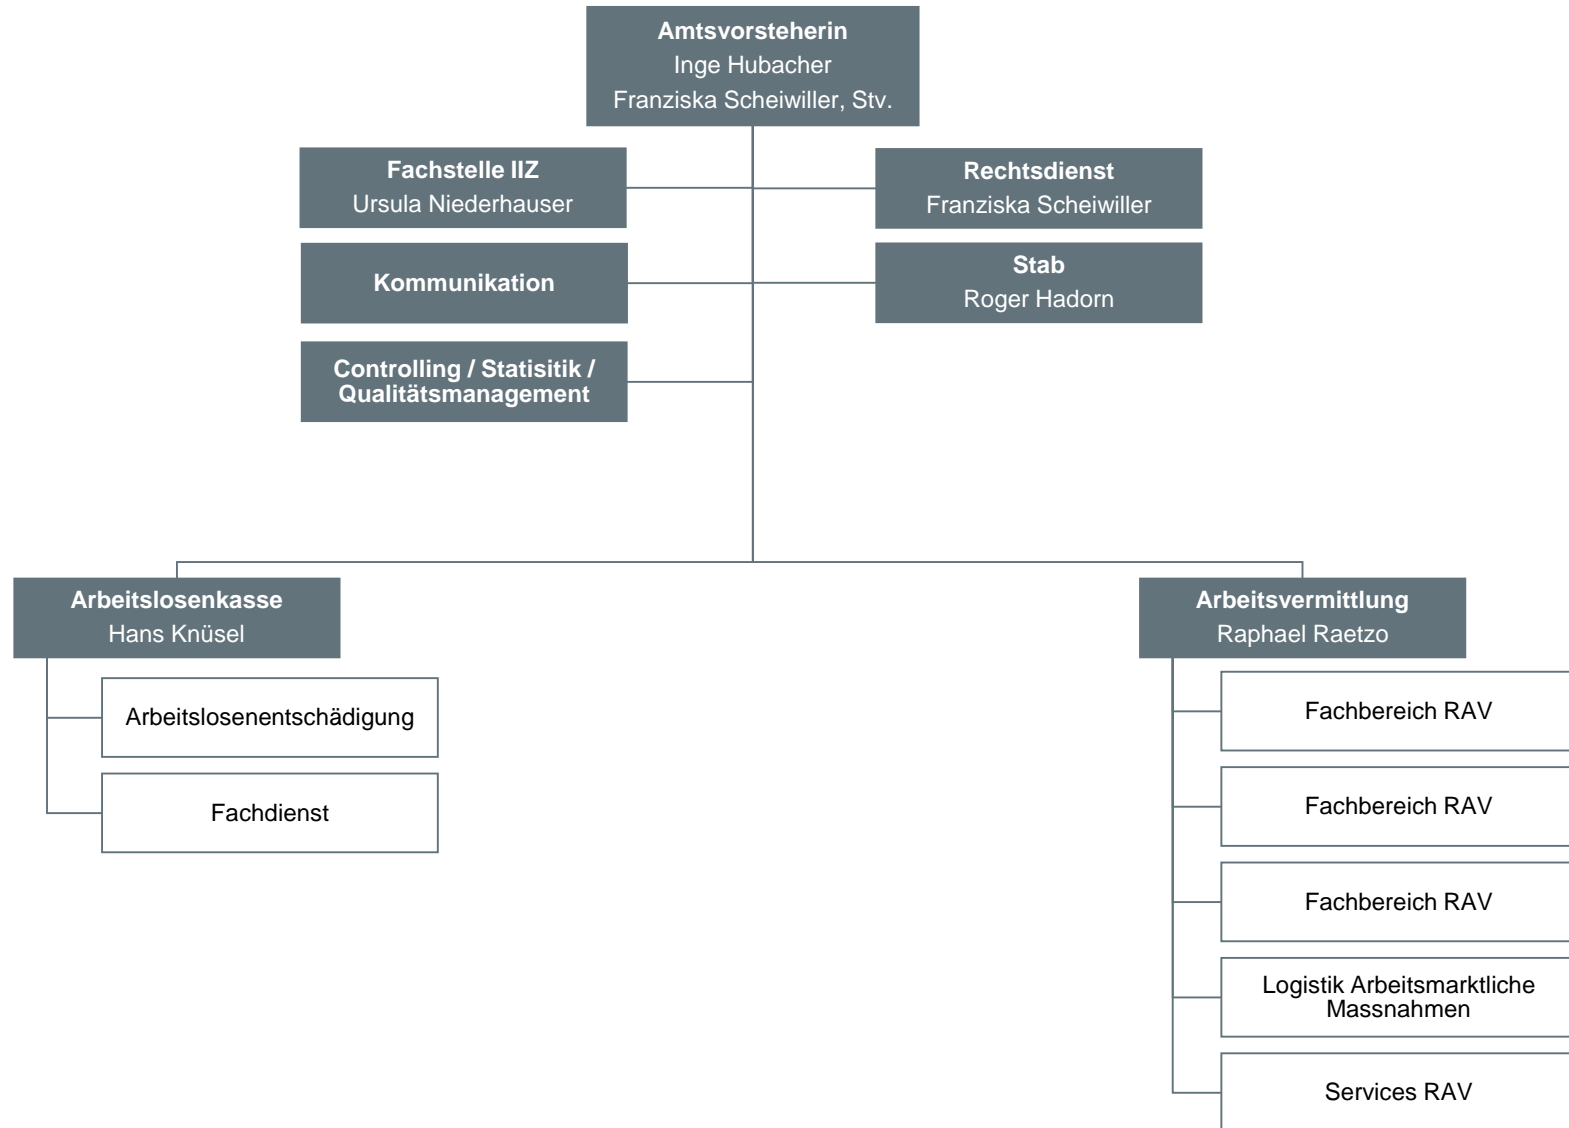 Amtsvorsteherin
Inge Hubacher
Franziska Scheiwiller, Stv.
Fachstelle IIZ
Ursula Niederhauser
Rechtsdienst
Franziska Scheiwiller
Kommunikation
Stab
Roger Hadorn
Controlling / Statisitik /
Qualitätsmanagement
Arbeitslosenkasse
Hans Knüsel
Arbeitslosenentschädigung
Fachdienst
Arbeitsvermittlung
Raphael Raetzo
Fachbereich RAV
Fachbereich RAV
Fachbereich RAV
Logistik Arbeitsmarktliche
Massnahmen
Services RAV